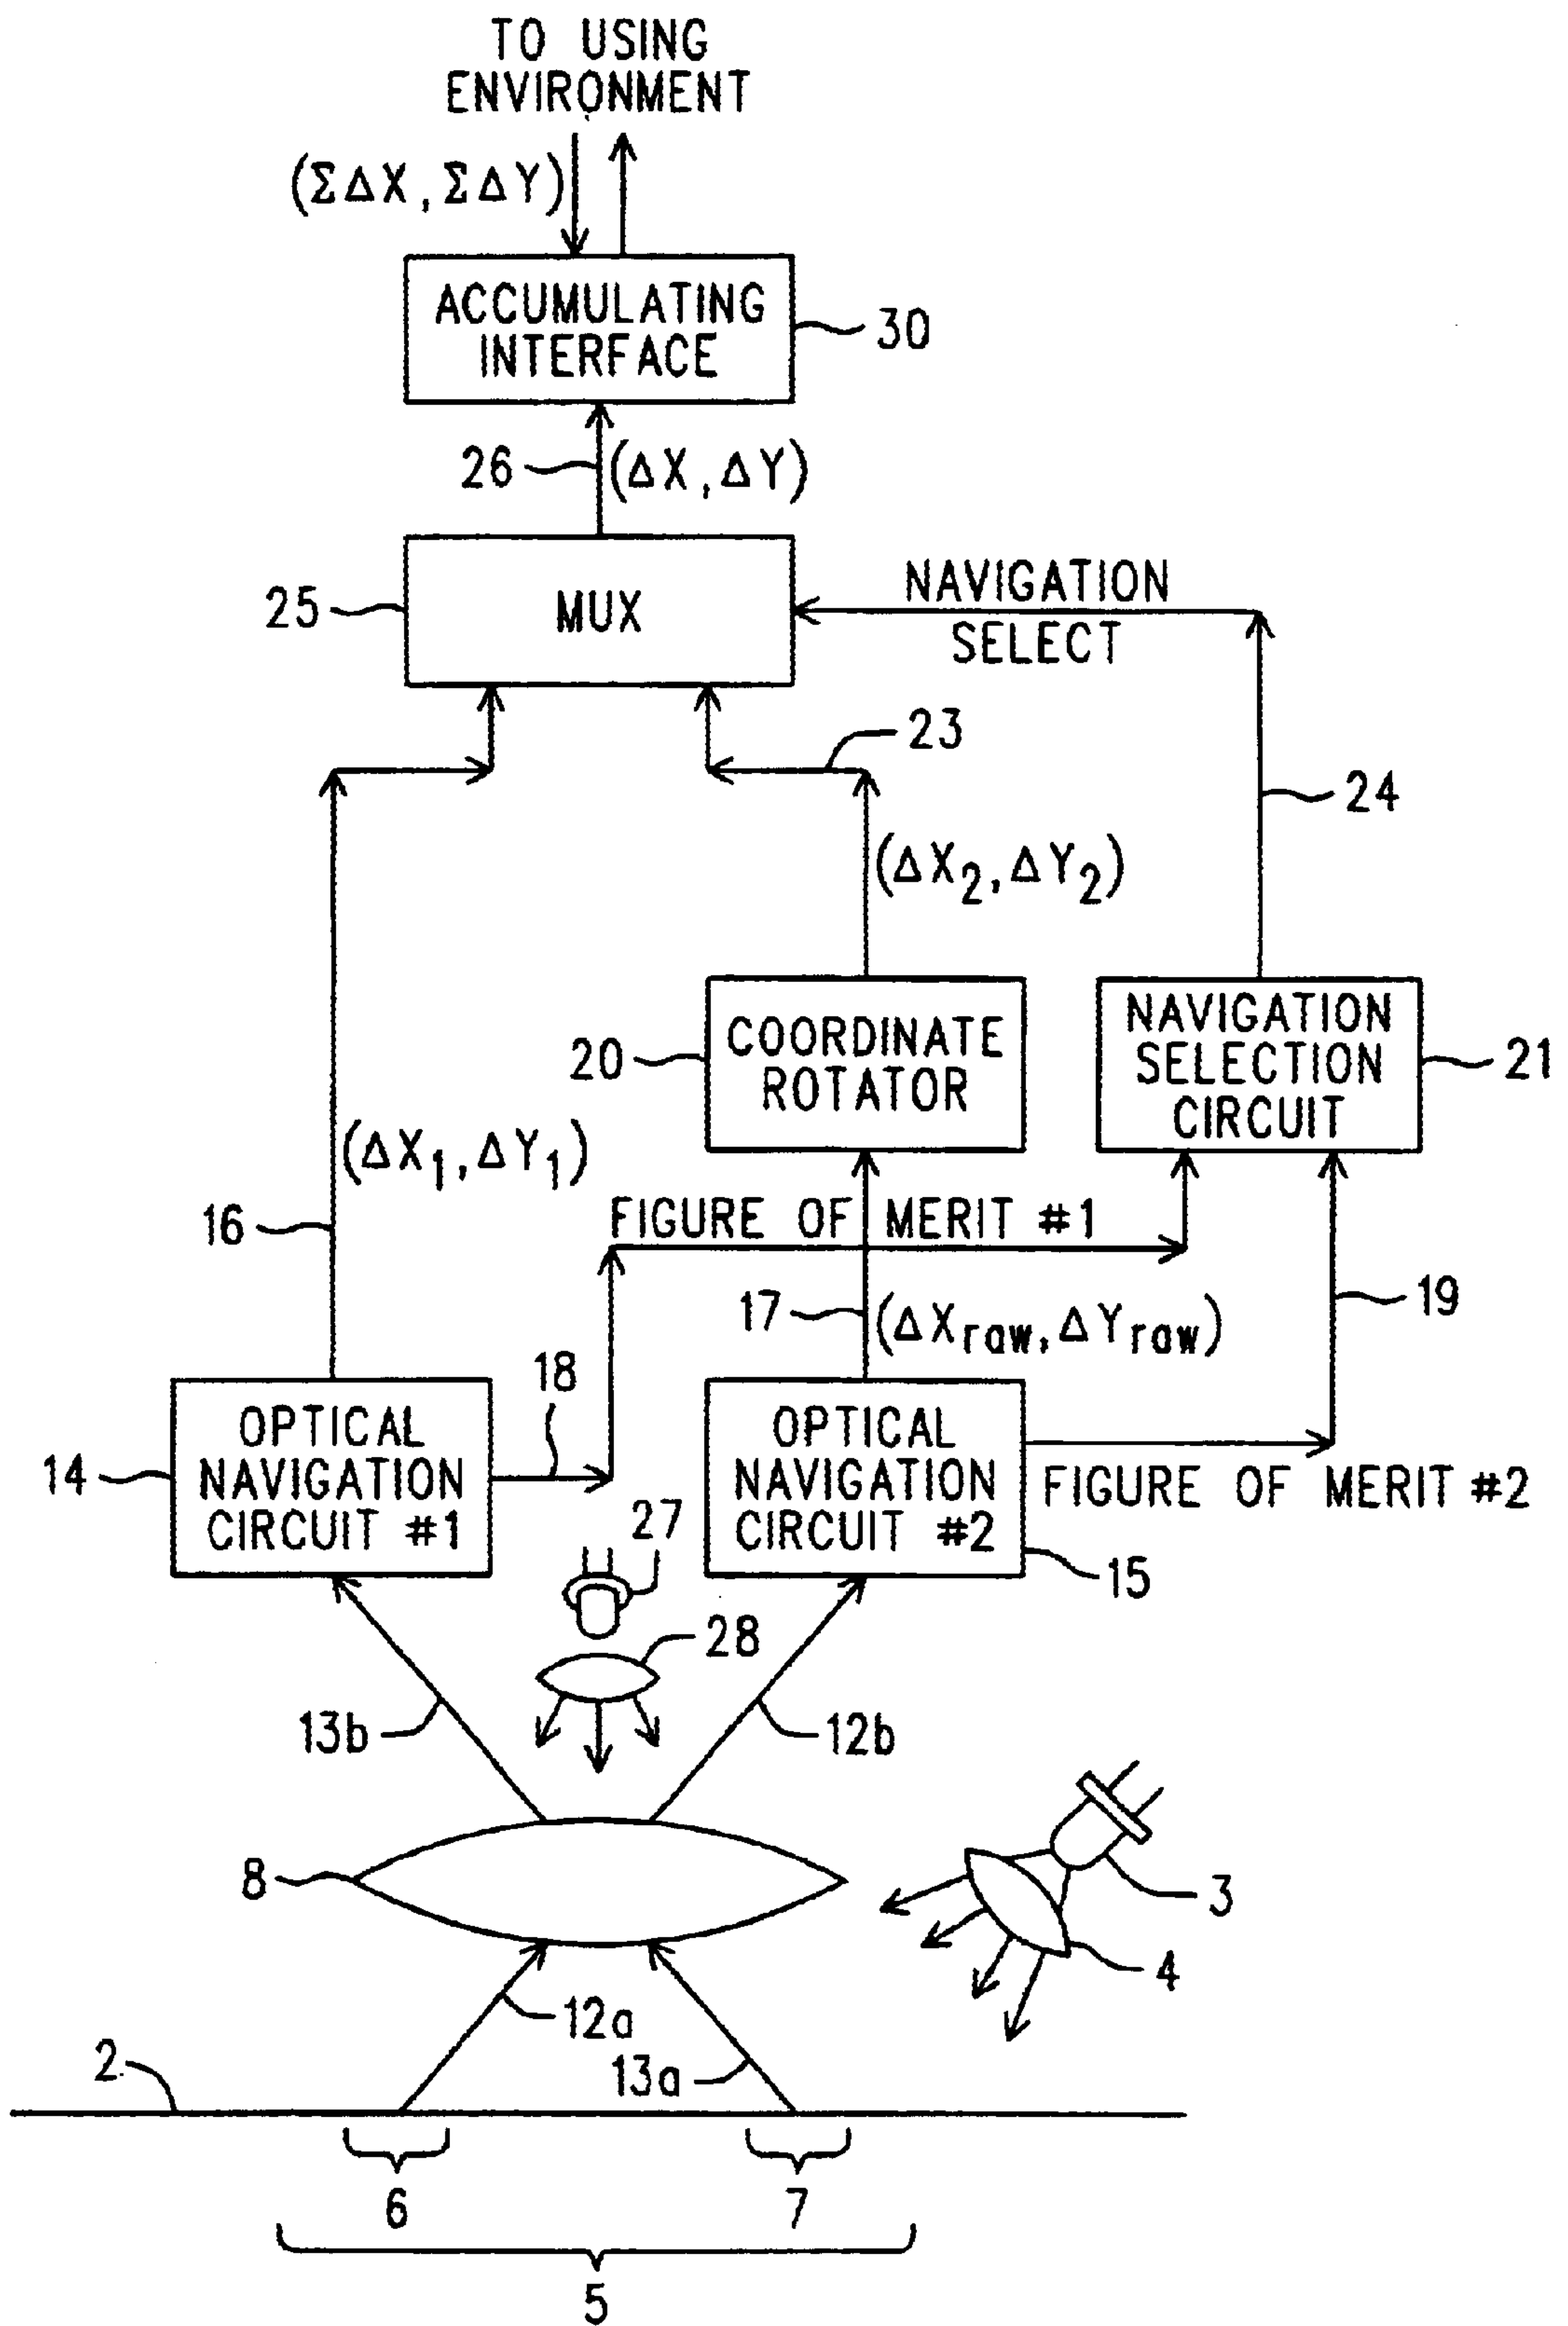 TO USING
ENVIRONMENT
(ΣΔX, ΣΔY)
ACCUMULATING
INTERFACE
30
26
(ΔX, ΔY)
25
MUX
NAVIGATION
SELECT
23
24
(ΔX₂, ΔY₂)
20
COORDINATE
ROTATOR
NAVIGATION
SELECTION
CIRCUIT
21
(ΔX₁, ΔY₁)
16
FIGURE OF MERIT #1
17
(ΔXraw, ΔYraw)
19
18
14
OPTICAL
NAVIGATION
CIRCUIT #1
OPTICAL
NAVIGATION
CIRCUIT #2
FIGURE OF MERIT #2
27
15
28
13b
12b
8
3
4
12a
13a
2
6
7
5